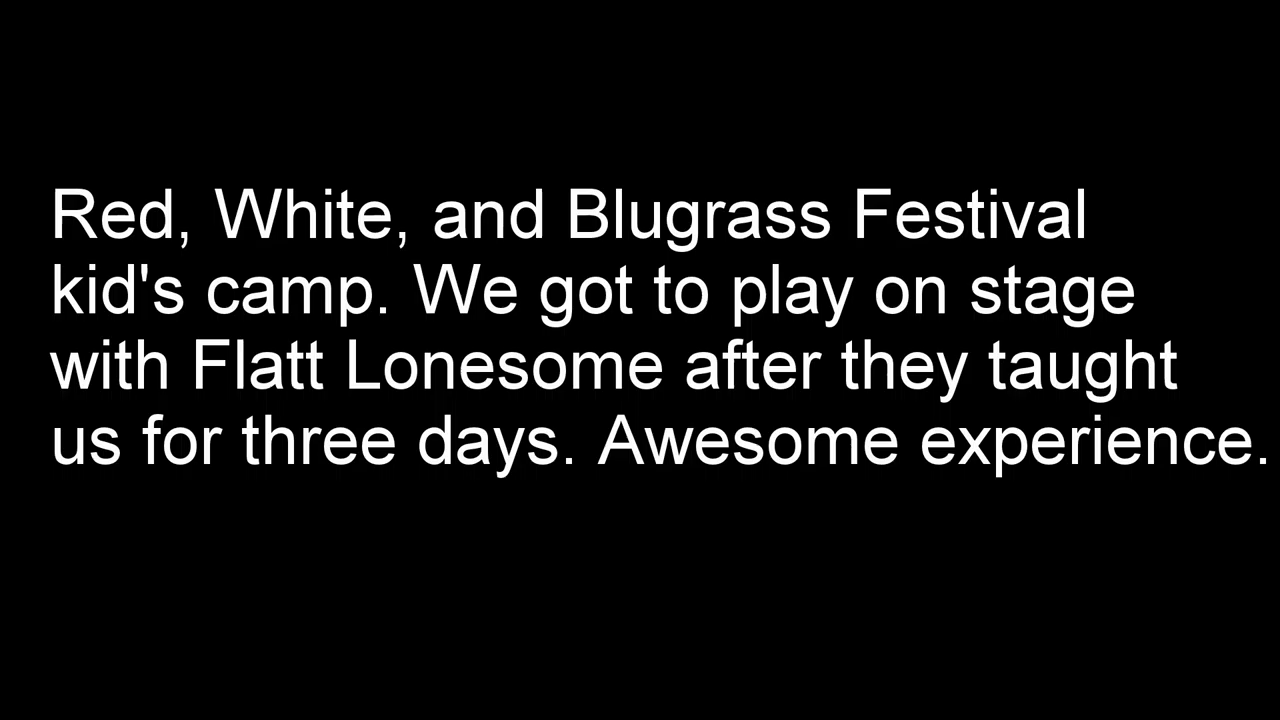 Red, White, and Blugrass Festival
kid's camp. We got to play on stage
with Flatt Lonesome after they taught
us for three days. Awesome experience.